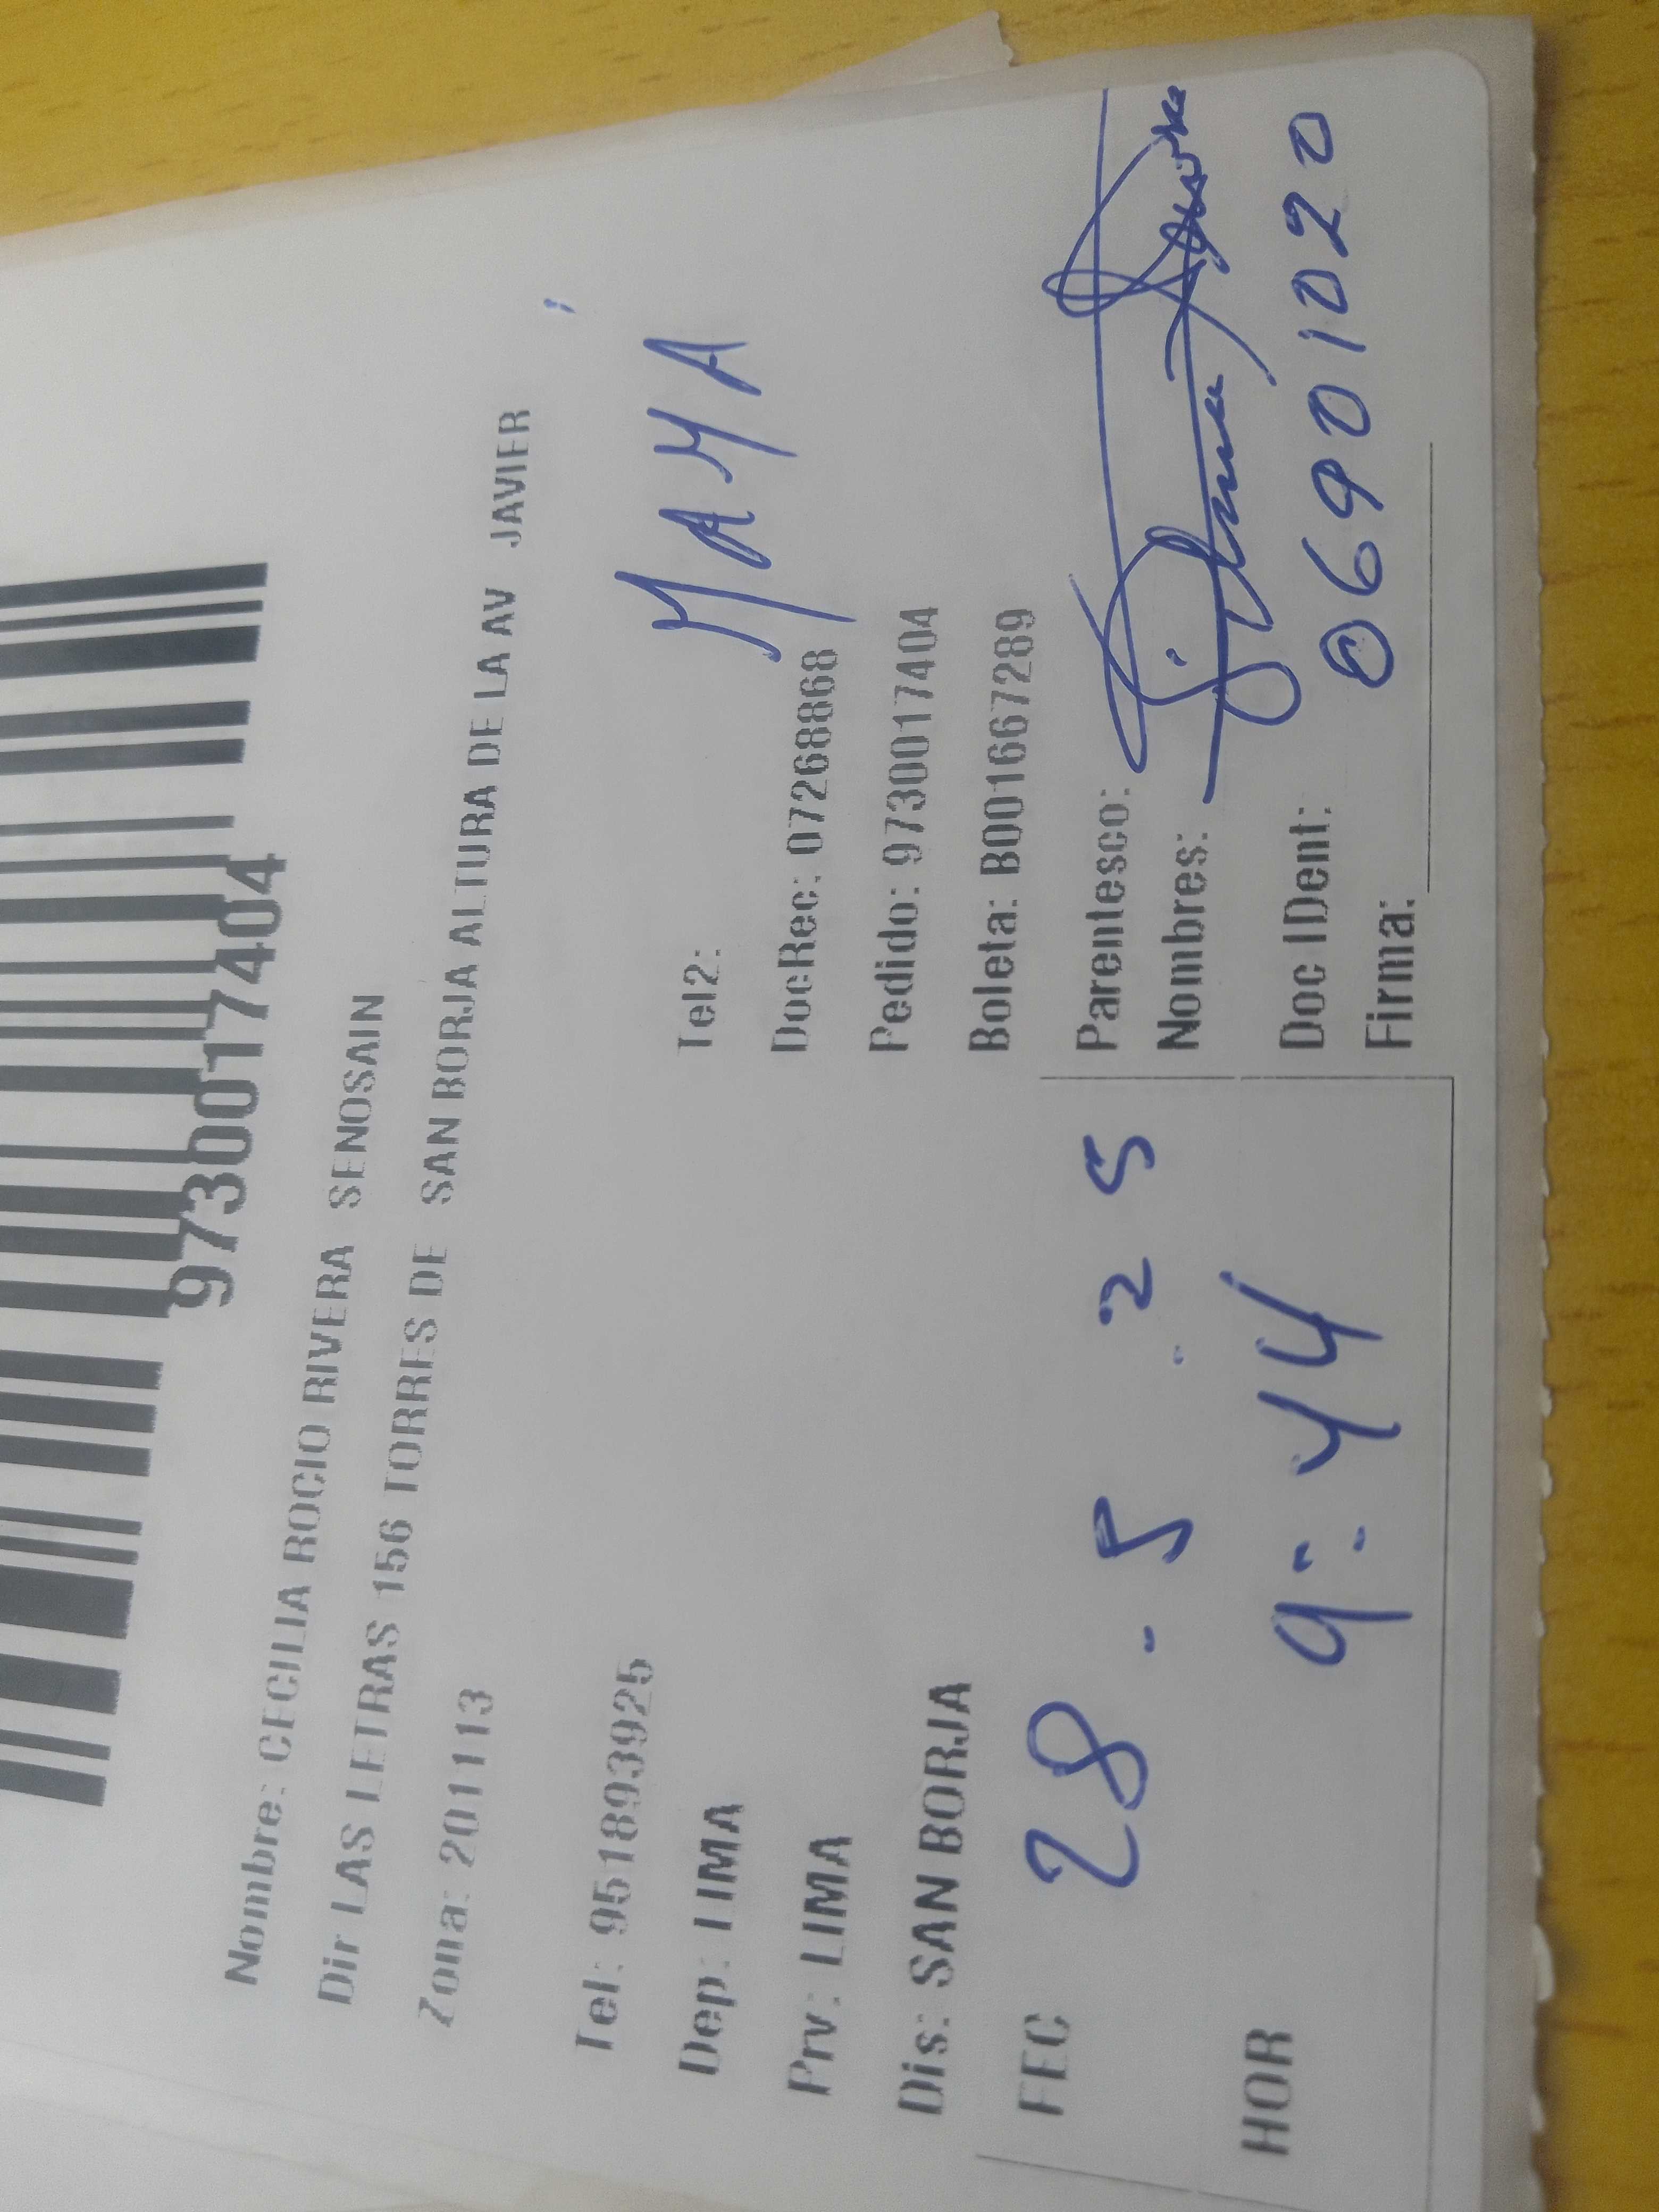 9730017404
Nombre: CECILIA ROCIO RIVERA SENOSAIN
Dir LAS LETRAS 156 TORRES DE SAN BORJA ALTURA DE LA AV JAVIER
Zona: 201113
Tel: 951893925 Tel2:
MAMA
Dep: LIMA DocRec: 07268868
Prv: LIMA Pedido: 9730017404
Dis: SAN BORJA Boleta: B001667289
FEC 28-5.25 Parentesco:
Nombres:
HOR 9:44 Doc IDent: 06901020
Firma: